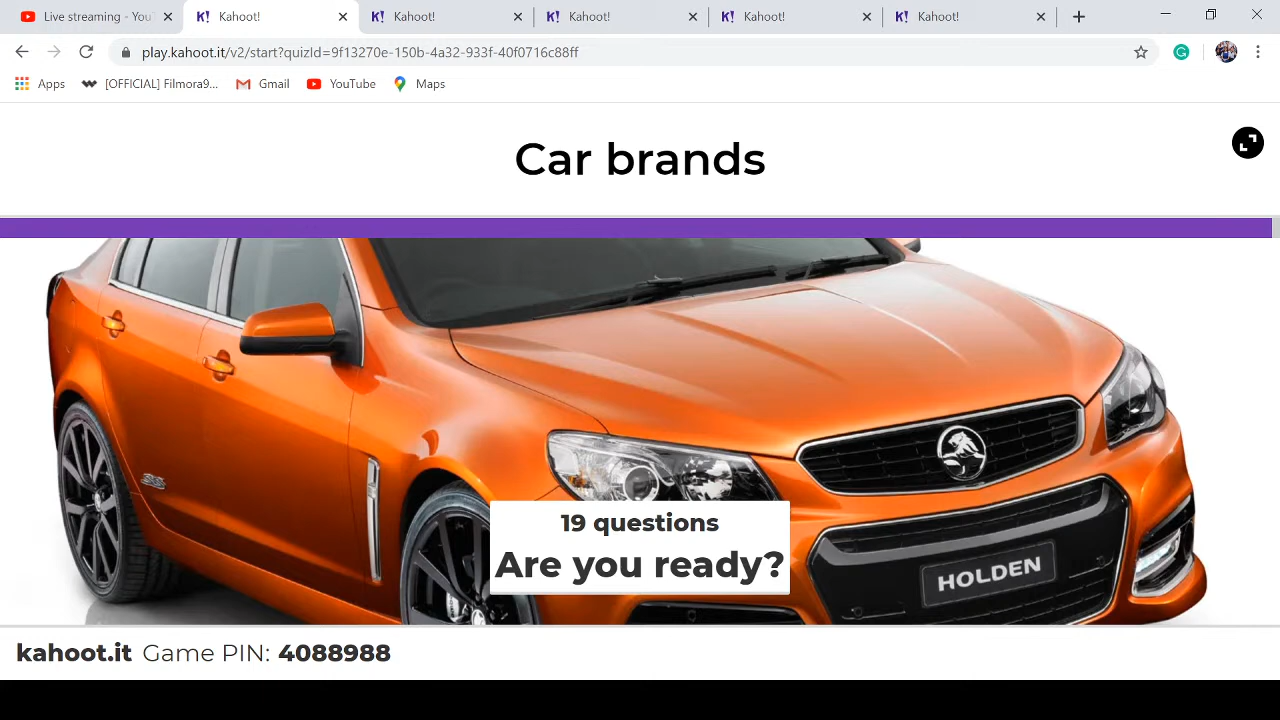 Live streaming - You
Kahoot!
Kahoot!
Kahoot!
Kahoot!
Kahoot!
play.kahoot.it/v2/start?quizId=9f13270e-150b-4a32-933f-40f0716c88ff
Apps
[OFFICIAL] Filmora9...
Gmail
YouTube
Maps
Car brands
SS
HOLDEN
19 questions
Are you ready?
kahoot.it Game PIN: 4088988